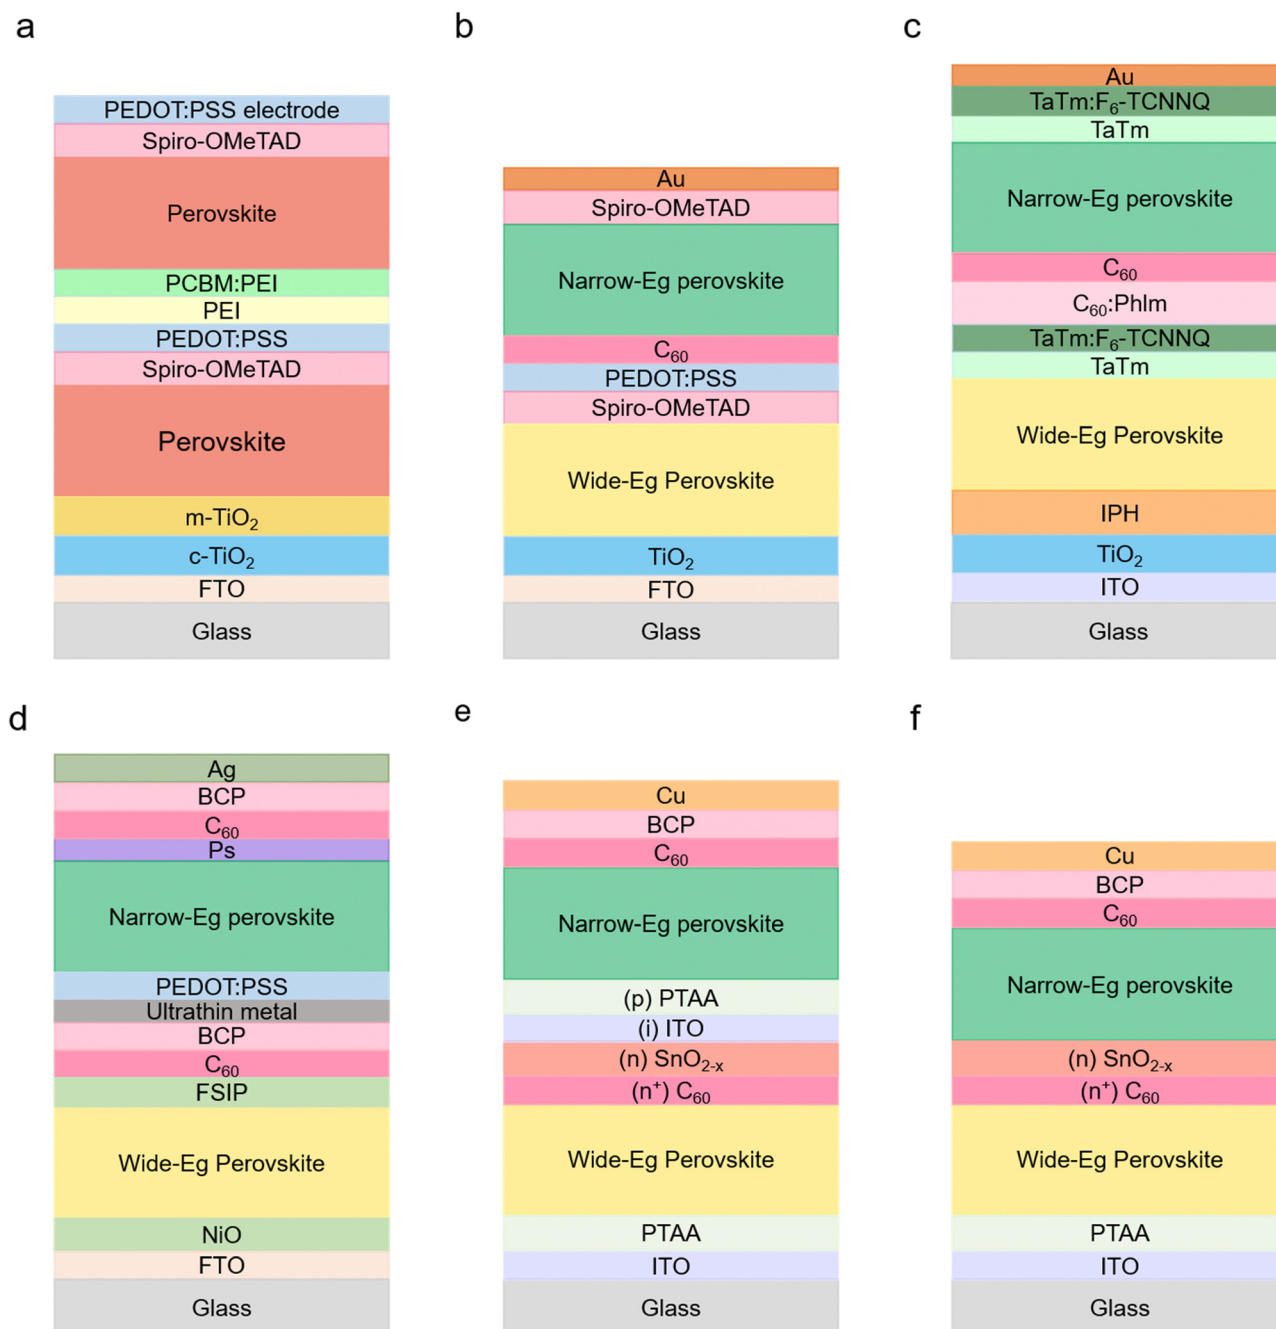 a
PEDOT:PSS electrode
Spiro-OMeTAD
Perovskite
PCBM:PEI
PEI
PEDOT:PSS
Spiro-OMeTAD
Perovskite
m-TiO₂
c-TiO₂
FTO
Glass
b
Au
Spiro-OMeTAD
Narrow-Eg perovskite
C₆₀
PEDOT:PSS
Spiro-OMeTAD
Wide-Eg Perovskite
TiO₂
FTO
Glass
c
Au
TaTm:F₆-TCNNQ
TaTm
Narrow-Eg perovskite
C₆₀
C₆₀:PhIm
TaTm:F₆-TCNNQ
TaTm
Wide-Eg Perovskite
IPH
TiO₂
ITO
Glass
d
Ag
BCP
C₆₀
Ps
Narrow-Eg perovskite
PEDOT:PSS
Ultrathin metal
BCP
C₆₀
FSIP
Wide-Eg Perovskite
NiO
FTO
Glass
e
Cu
BCP
C₆₀
Narrow-Eg perovskite
(p) PTAA
(i) ITO
(n) SnO₂₋ₓ
(n⁺) C₆₀
Wide-Eg Perovskite
PTAA
ITO
Glass
f
Cu
BCP
C₆₀
Narrow-Eg perovskite
(n) SnO₂₋ₓ
(n⁺) C₆₀
Wide-Eg Perovskite
PTAA
ITO
Glass